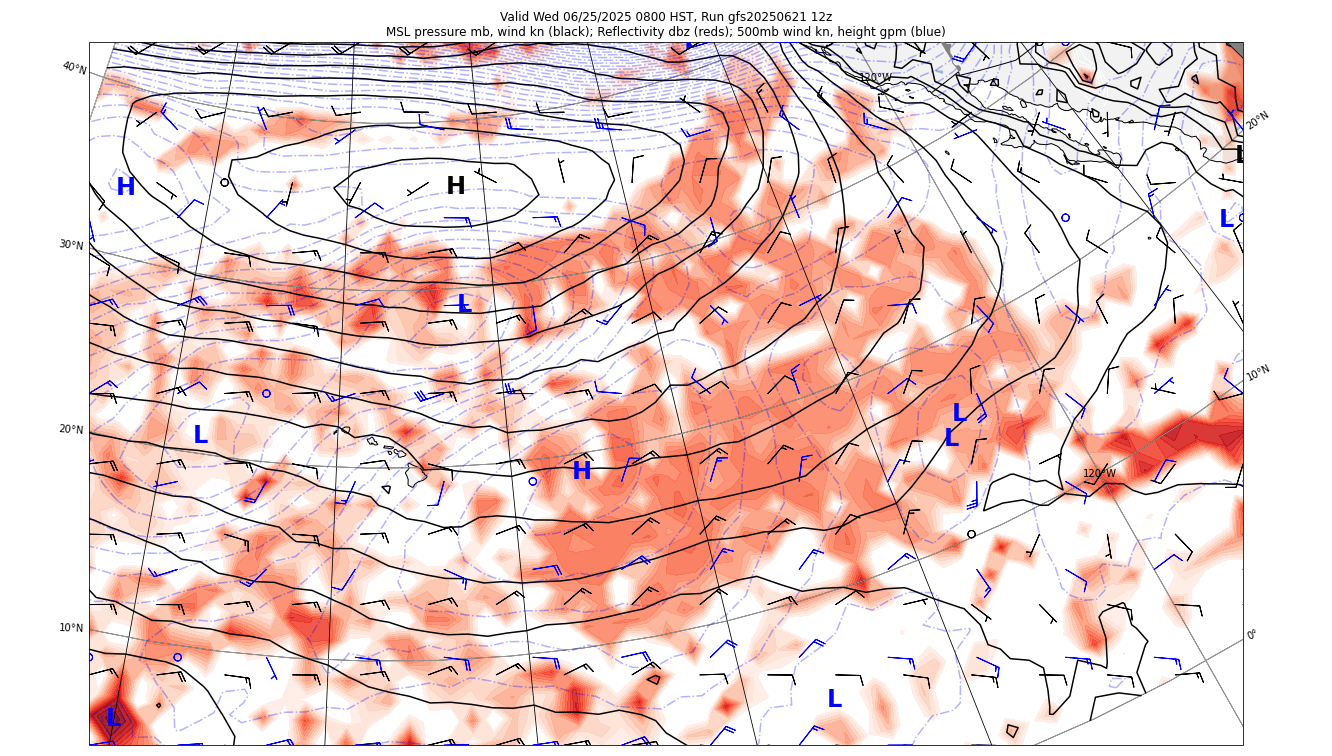 Valid Wed 06/25/2025 0800 HST, Run gfs20250621 12z
MSL pressure mb, wind kn (black); Reflectivity dbz (reds); 500mb wind kn, height gpm (blue)
40°N
120°W
20°N
L
H
H
L
30°N
L
10°N
L
20°N
L
L
H
120°W
10°N
0°
L
L